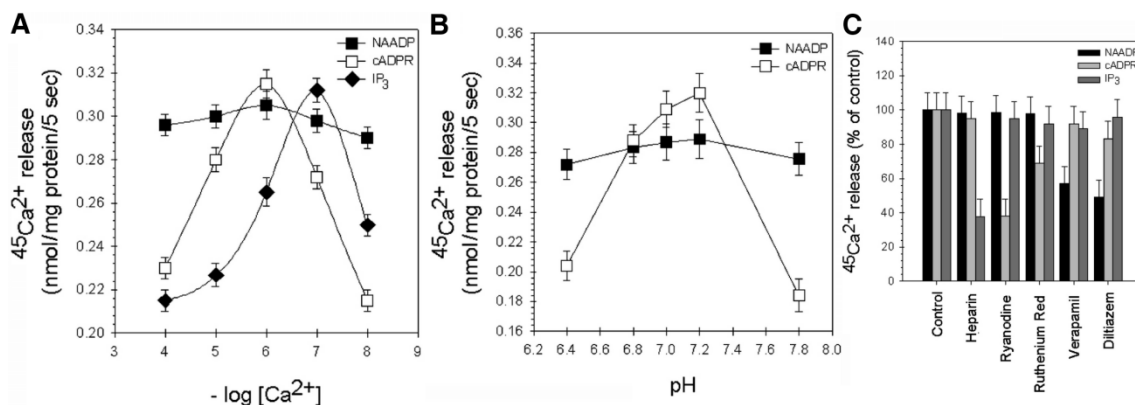 A
0.34
0.32
0.30
0.28
0.26
0.24
0.22
0.20
3
4
5
6
7
8
9
- log [Ca²⁺]
⁴⁵Ca²⁺ release
(nmol/mg protein/5 sec)
NAADP
cADPR
IP₃
B
0.36
0.34
0.32
0.30
0.28
0.26
0.24
0.22
0.20
0.18
0.16
6.2
6.4
6.6
6.8
7.0
7.2
7.4
7.6
7.8
8.0
pH
⁴⁵Ca²⁺ release
(nmol/mg protein/5 sec)
NAADP
cADPR
C
140
120
100
80
60
40
20
0
⁴⁵Ca²⁺ release (% of control)
NAADP
cADPR
IP₃
Control
Heparin
Ryanodine
Ruthenium Red
Verapamil
Diltiazem